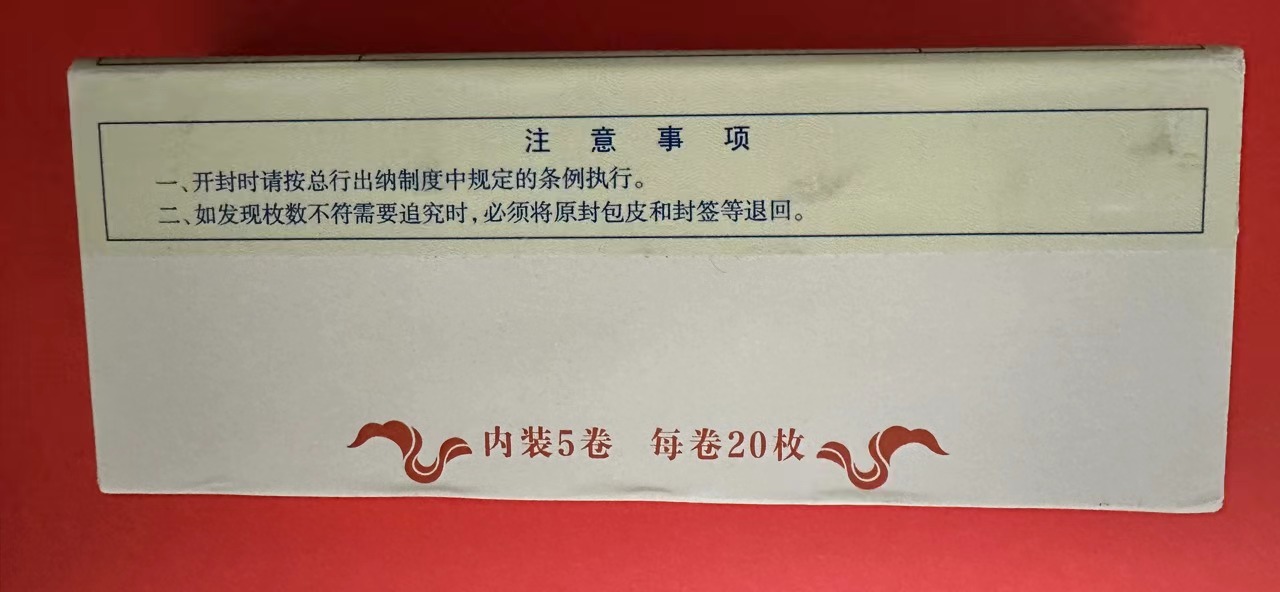 注意事项
一、开封时请按总行出纳制度中规定的条例执行。
二、如发现枚数不符需要追究时,必须将原封包皮和封签等退回。
内装5卷 每卷20枚